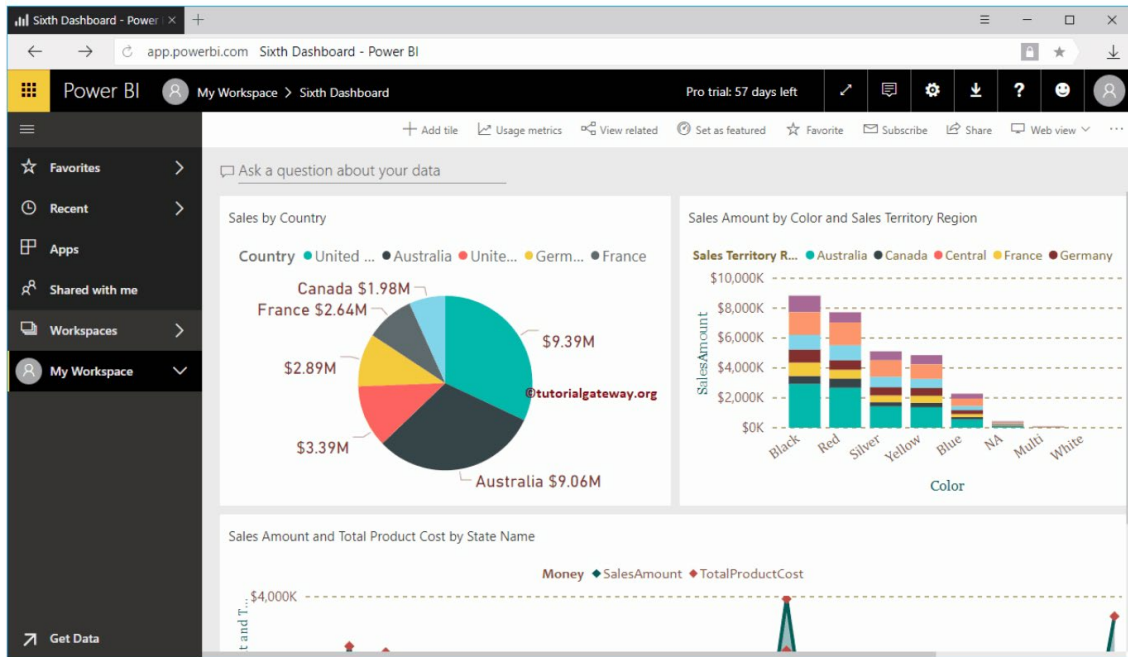 Sixth Dashboard - Power
app.powerbi.com Sixth Dashboard - Power BI
Power BI My Workspace > Sixth Dashboard Pro trial: 57 days left ?
Add tile Usage metrics View related Set as featured Favorite Subscribe Share Web view ...
Favorites
Recent
Apps
Shared with me
Workspaces
My Workspace
Get Data
Ask a question about your data
Sales by Country
Country United ... Australia Unite... Germ... France
Canada $1.98M
France $2.64M
$9.39M
$2.89M
$3.39M
Australia $9.06M
©tutorialgateway.org
Sales Amount by Color and Sales Territory Region
Sales Territory R... Australia Canada Central France Germany
$10,000K
$8,000K
$6,000K
$4,000K
$2,000K
$0K
SalesAmount
Black Red Silver Yellow Blue NA Multi White
Color
Sales Amount and Total Product Cost by State Name
Money SalesAmount TotalProductCost
$4,000K
t and T...